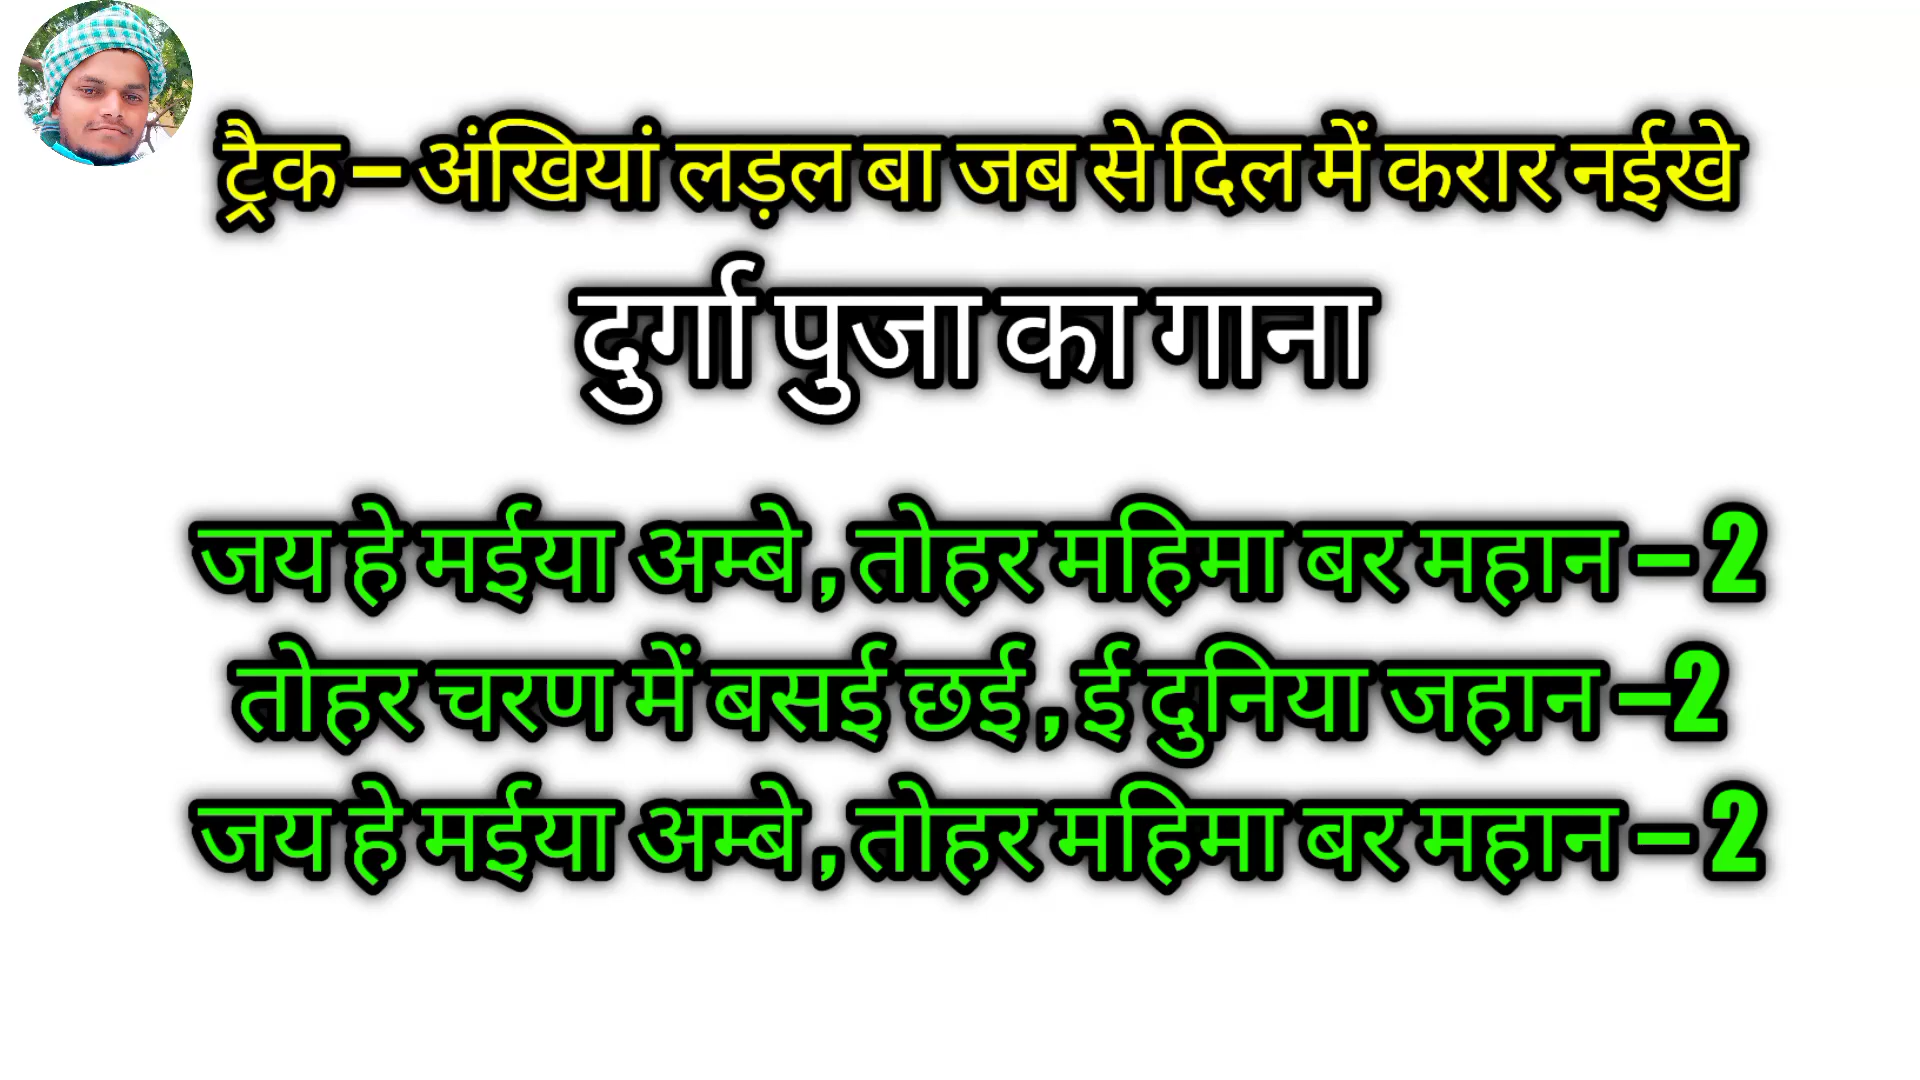 ट्रैक – अंखियां लड़ल बा जब से दिल में करार नईखे
दुर्गा पुजा का गाना
जय हे मईया अम्बे , तोहर महिमा बर महान – 2
तोहर चरण में बसई छई , ई दुनिया जहान –2
जय हे मईया अम्बे , तोहर महिमा बर महान – 2